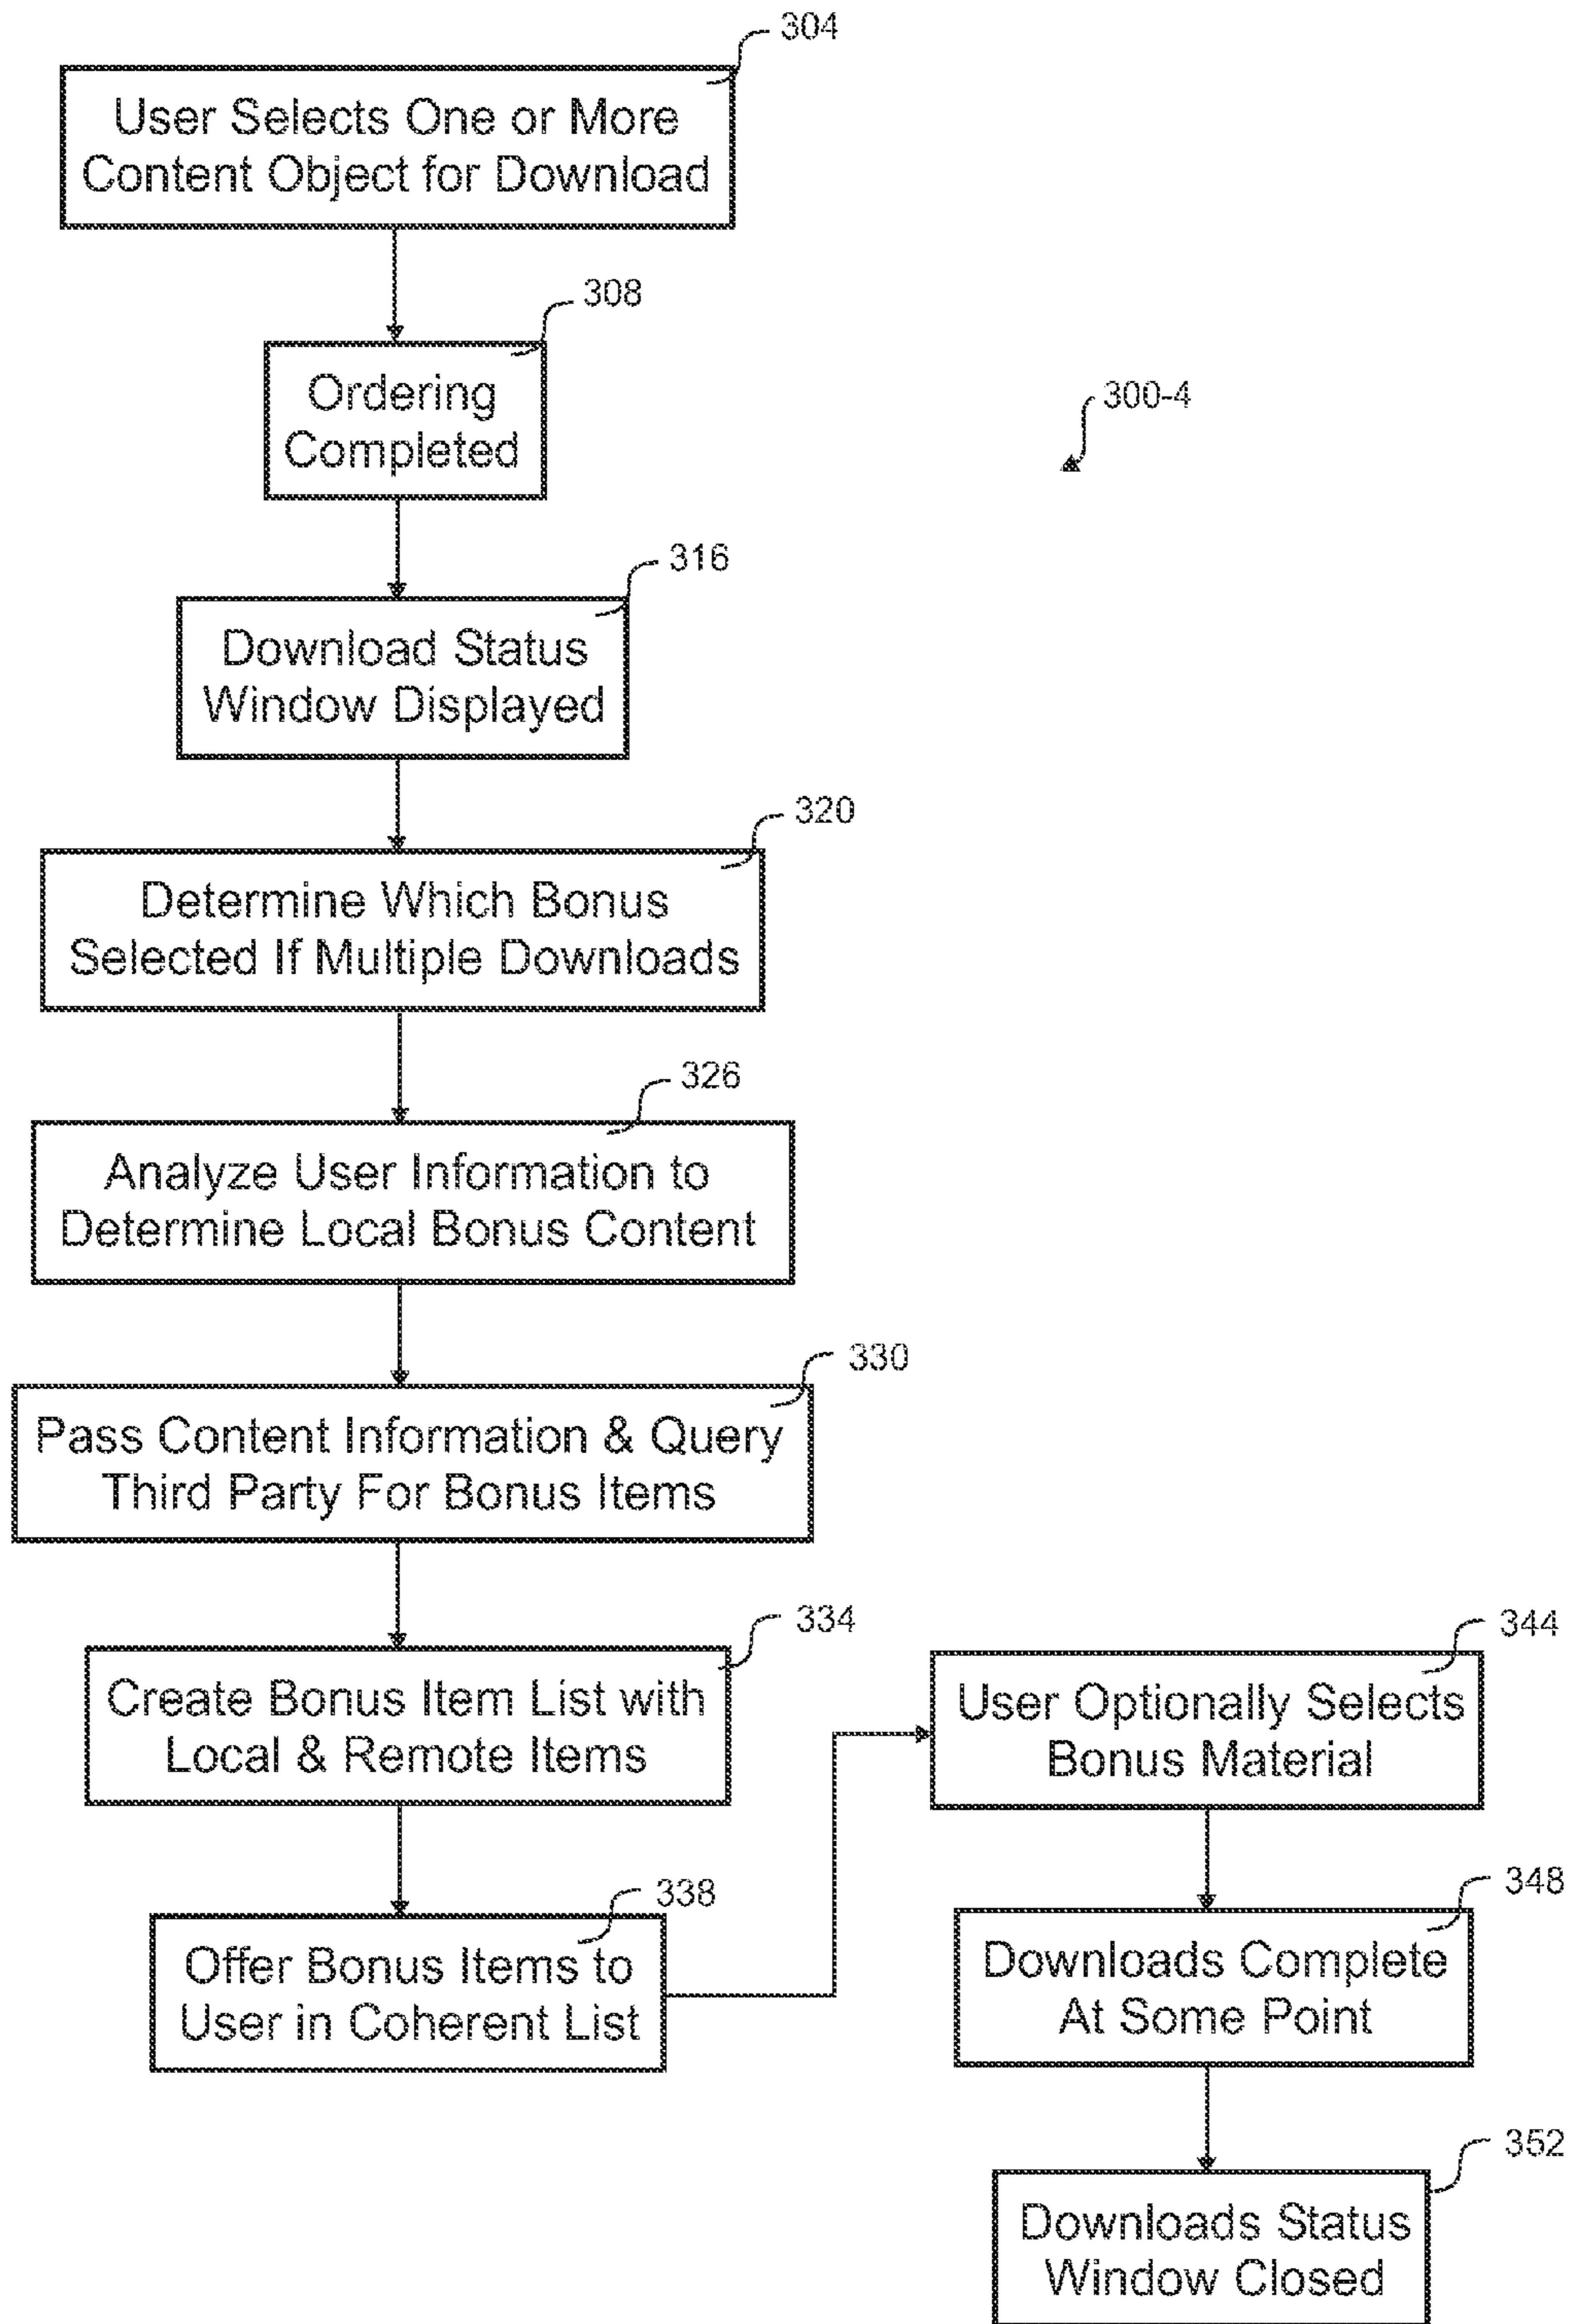 304
User Selects One or More
Content Object for Download
308
Ordering
Completed
300-4
316
Download Status
Window Displayed
320
Determine Which Bonus
Selected If Multiple Downloads
326
Analyze User Information to
Determine Local Bonus Content
330
Pass Content Information & Query
Third Party For Bonus Items
334
Create Bonus Item List with
Local & Remote Items
338
Offer Bonus Items to
User in Coherent List
344
User Optionally Selects
Bonus Material
348
Downloads Complete
At Some Point
352
Downloads Status
Window Closed